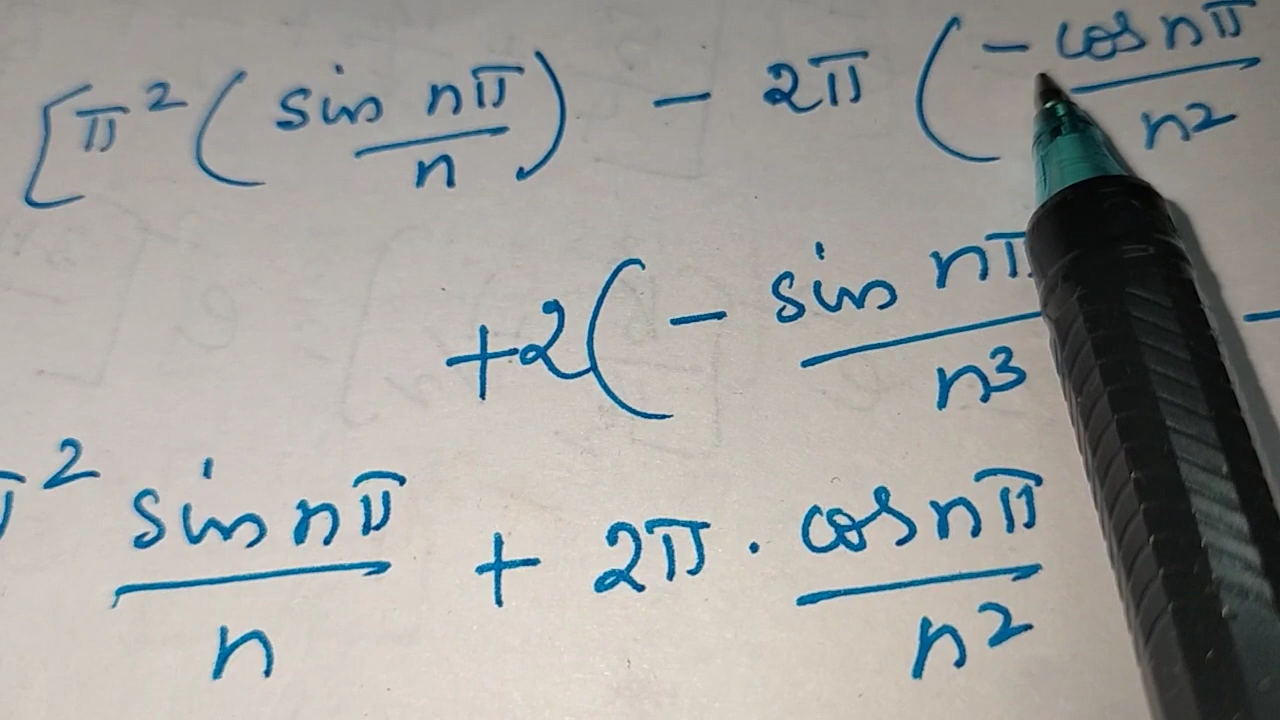 [π² (sin nπ / n) - 2π (-cos nπ / n²
+2(- sin nπ / n³ -
π² sin nπ / n + 2π · cos nπ / n²